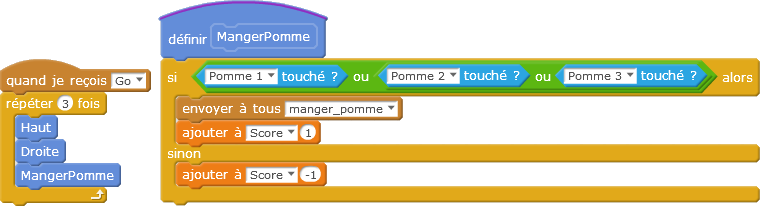 quand je reçois Go
répéter 3 fois
Haut
Droite
MangerPomme
définir MangerPomme
si Pomme 1 touché ? ou Pomme 2 touché ? ou Pomme 3 touché ? alors
envoyer à tous manger_pomme
ajouter à Score 1
sinon
ajouter à Score -1